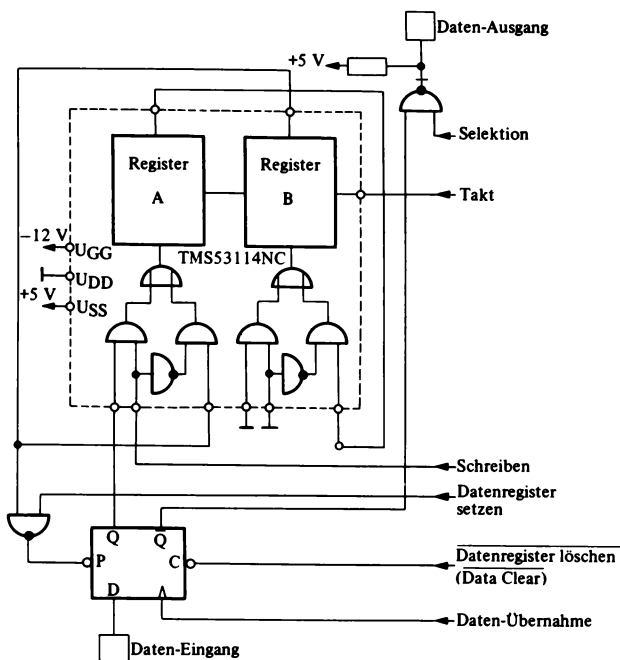 Daten-Ausgang
+5 V
Selektion
Register
A
Register
B
Takt
−12 V
UGG
TMS53114NC
UDD
+5 V
USS
Schreiben
Datenregister
setzen
Q
Q̅
P
C
D
Datenregister löschen
(Data Clear)
Daten-Übernahme
Daten-Eingang